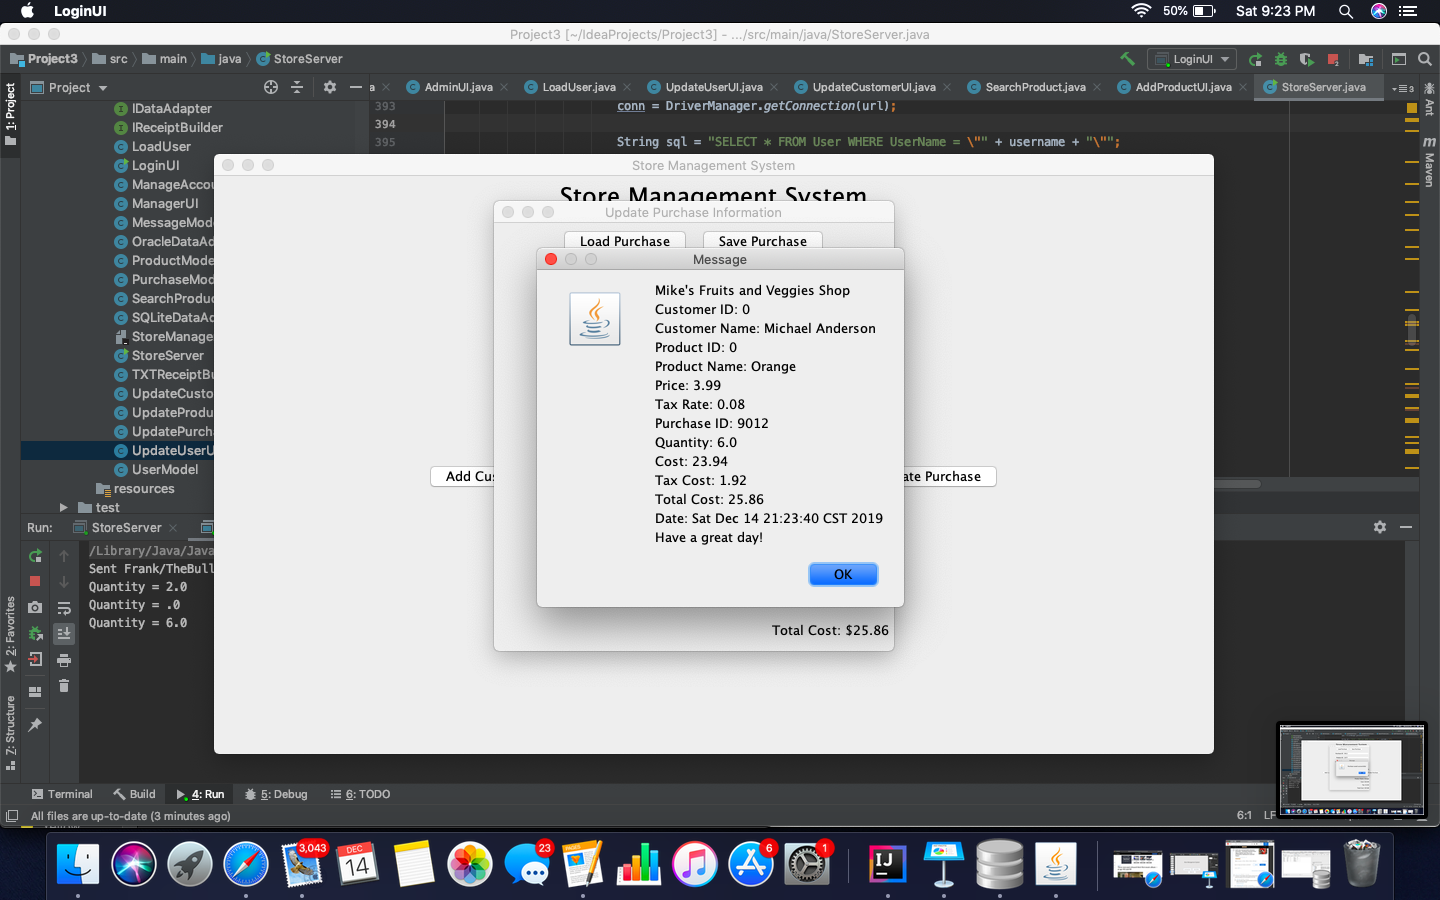 LoginUI
50%
Sat 9:23 PM
Project3 [~/IdeaProjects/Project3] - .../src/main/java/StoreServer.java
Project3
src
main
java
StoreServer
LoginUI
1: Project
Project
AdminUI.java
LoadUser.java
UpdateUserUI.java
UpdateCustomerUI.java
SearchProduct.java
AddProductUI.java
StoreServer.java
3
Ant
Maven
393
conn = DriverManager.getConnection(url);
394
395
String sql = "SELECT * FROM User WHERE UserName = \"" + username + "\"";
IDataAdapter
IReceiptBuilder
LoadUser
LoginUI
ManageAccou
ManagerUI
MessageMod
OracleDataAd
ProductMode
PurchaseMod
SearchProduc
SQLiteDataAd
StoreManage
StoreServer
TXTReceiptBu
UpdateCusto
UpdateProdu
UpdatePurch
UpdateUserU
UserModel
resources
test
Store Management System
Store Management System
Update Purchase Information
Load Purchase
Save Purchase
Add Cus
ate Purchase
Message
Mike's Fruits and Veggies Shop
Customer ID: 0
Customer Name: Michael Anderson
Product ID: 0
Product Name: Orange
Price: 3.99
Tax Rate: 0.08
Purchase ID: 9012
Quantity: 6.0
Cost: 23.94
Tax Cost: 1.92
Total Cost: 25.86
Date: Sat Dec 14 21:23:40 CST 2019
Have a great day!
OK
Total Cost: $25.86
Run:
StoreServer
/Library/Java/Java
Sent Frank/TheBull
Quantity = 2.0
Quantity = .0
Quantity = 6.0
2: Favorites
Z: Structure
Terminal
Build
4: Run
5: Debug
6: TODO
All files are up-to-date (3 minutes ago)
6:1
LF
3,043
DEC
14
23
6
1
IJ